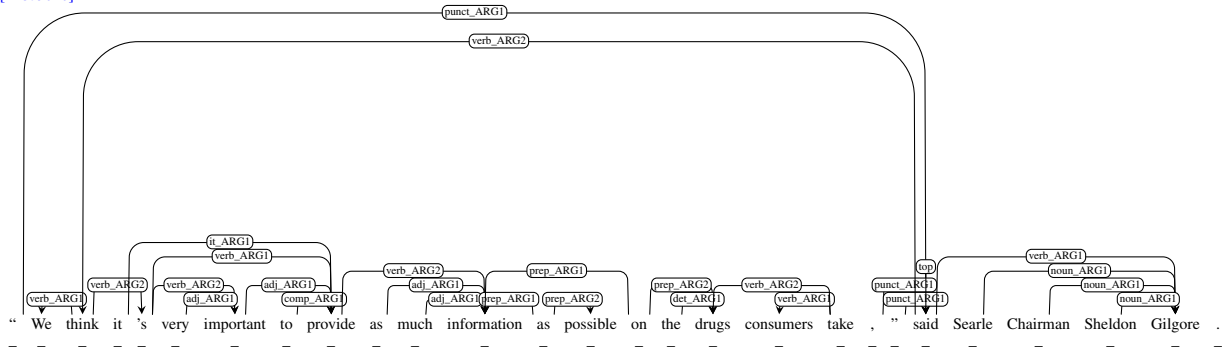 punct_ARG1
verb_ARG2
it_ARG1
verb_ARG1
verb_ARG1
top
verb_ARG2 prep_ARG1 noun_ARG1
verb_ARG2 verb_ARG2 adj_ARG1 adj_ARG1 prep_ARG2 verb_ARG2 punct_ARG1 noun_ARG1
verb_ARG1 adj_ARG1 comp_ARG1 adj_ARG1 prep_ARG1 prep_ARG2 det_ARG1 verb_ARG1 punct_ARG1 noun_ARG1
“ We think it ’s very important to provide as much information as possible on the drugs consumers take , ” said Searle Chairman Sheldon Gilgore .